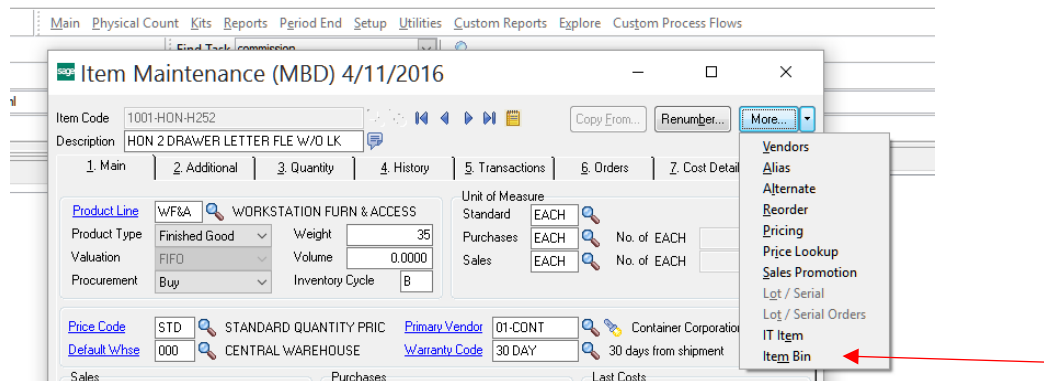 Main Physical Count Kits Reports Period End Setup Utilities Custom Reports Explore Custom Process Flows
Find Task commission
sage Item Maintenance (MBD) 4/11/2016
Item Code 1001-HON-H252 Copy From... Renumber... More...
Description HON 2 DRAWER LETTER FLE W/O LK
1. Main 2. Additional 3. Quantity 4. History 5. Transactions 6. Orders 7. Cost Detail
Vendors
Alias
Alternate
Reorder
Pricing
Price Lookup
Sales Promotion
Lot / Serial
Lot / Serial Orders
IT Item
Item Bin
Product Line WF&A WORKSTATION FURN & ACCESS
Product Type Finished Good Weight 35
Valuation FIFO Volume 0.0000
Procurement Buy Inventory Cycle B
Unit of Measure
Standard EACH
Purchases EACH No. of EACH
Sales EACH No. of EACH
Price Code STD STANDARD QUANTITY PRIC Primary Vendor 01-CONT Container Corporation
Default Whse 000 CENTRAL WAREHOUSE Warranty Code 30 DAY 30 days from shipment
Sales Purchases Last Costs